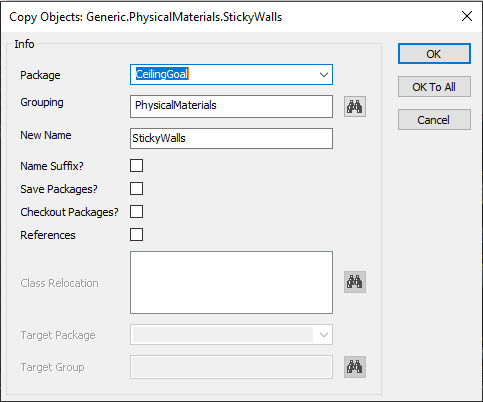 Copy Objects: Generic.PhysicalMaterials.StickyWalls
Info
Package CeilingGoal
Grouping PhysicalMaterials
New Name StickyWalls
Name Suffix?
Save Packages?
Checkout Packages?
References
Class Relocation
Target Package
Target Group
OK
OK To All
Cancel